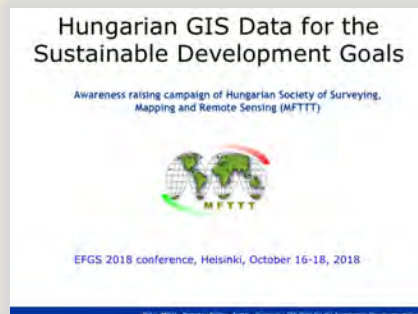 Hungarian GIS Data for the
Sustainable Development Goals
Awareness raising campaign of Hungarian Society of Surveying,
Mapping and Remote Sensing (MFTTT)
MFTTT
EFGS 2018 conference, Helsinki, October 16-18, 2018